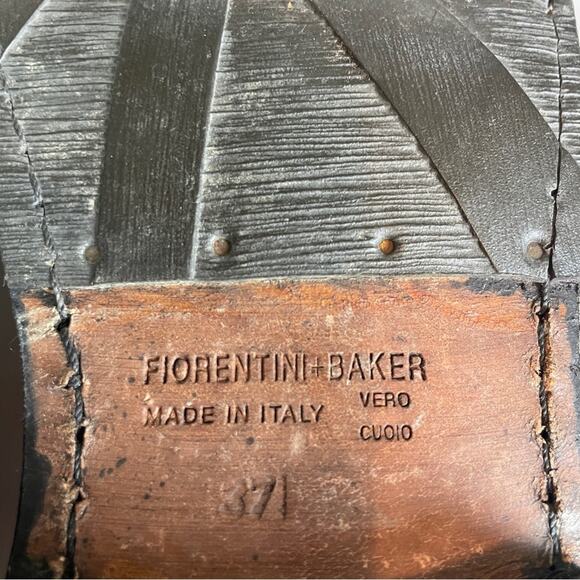 FIORENTINI+BAKER
MADE IN ITALY VERO
CUOIO
37